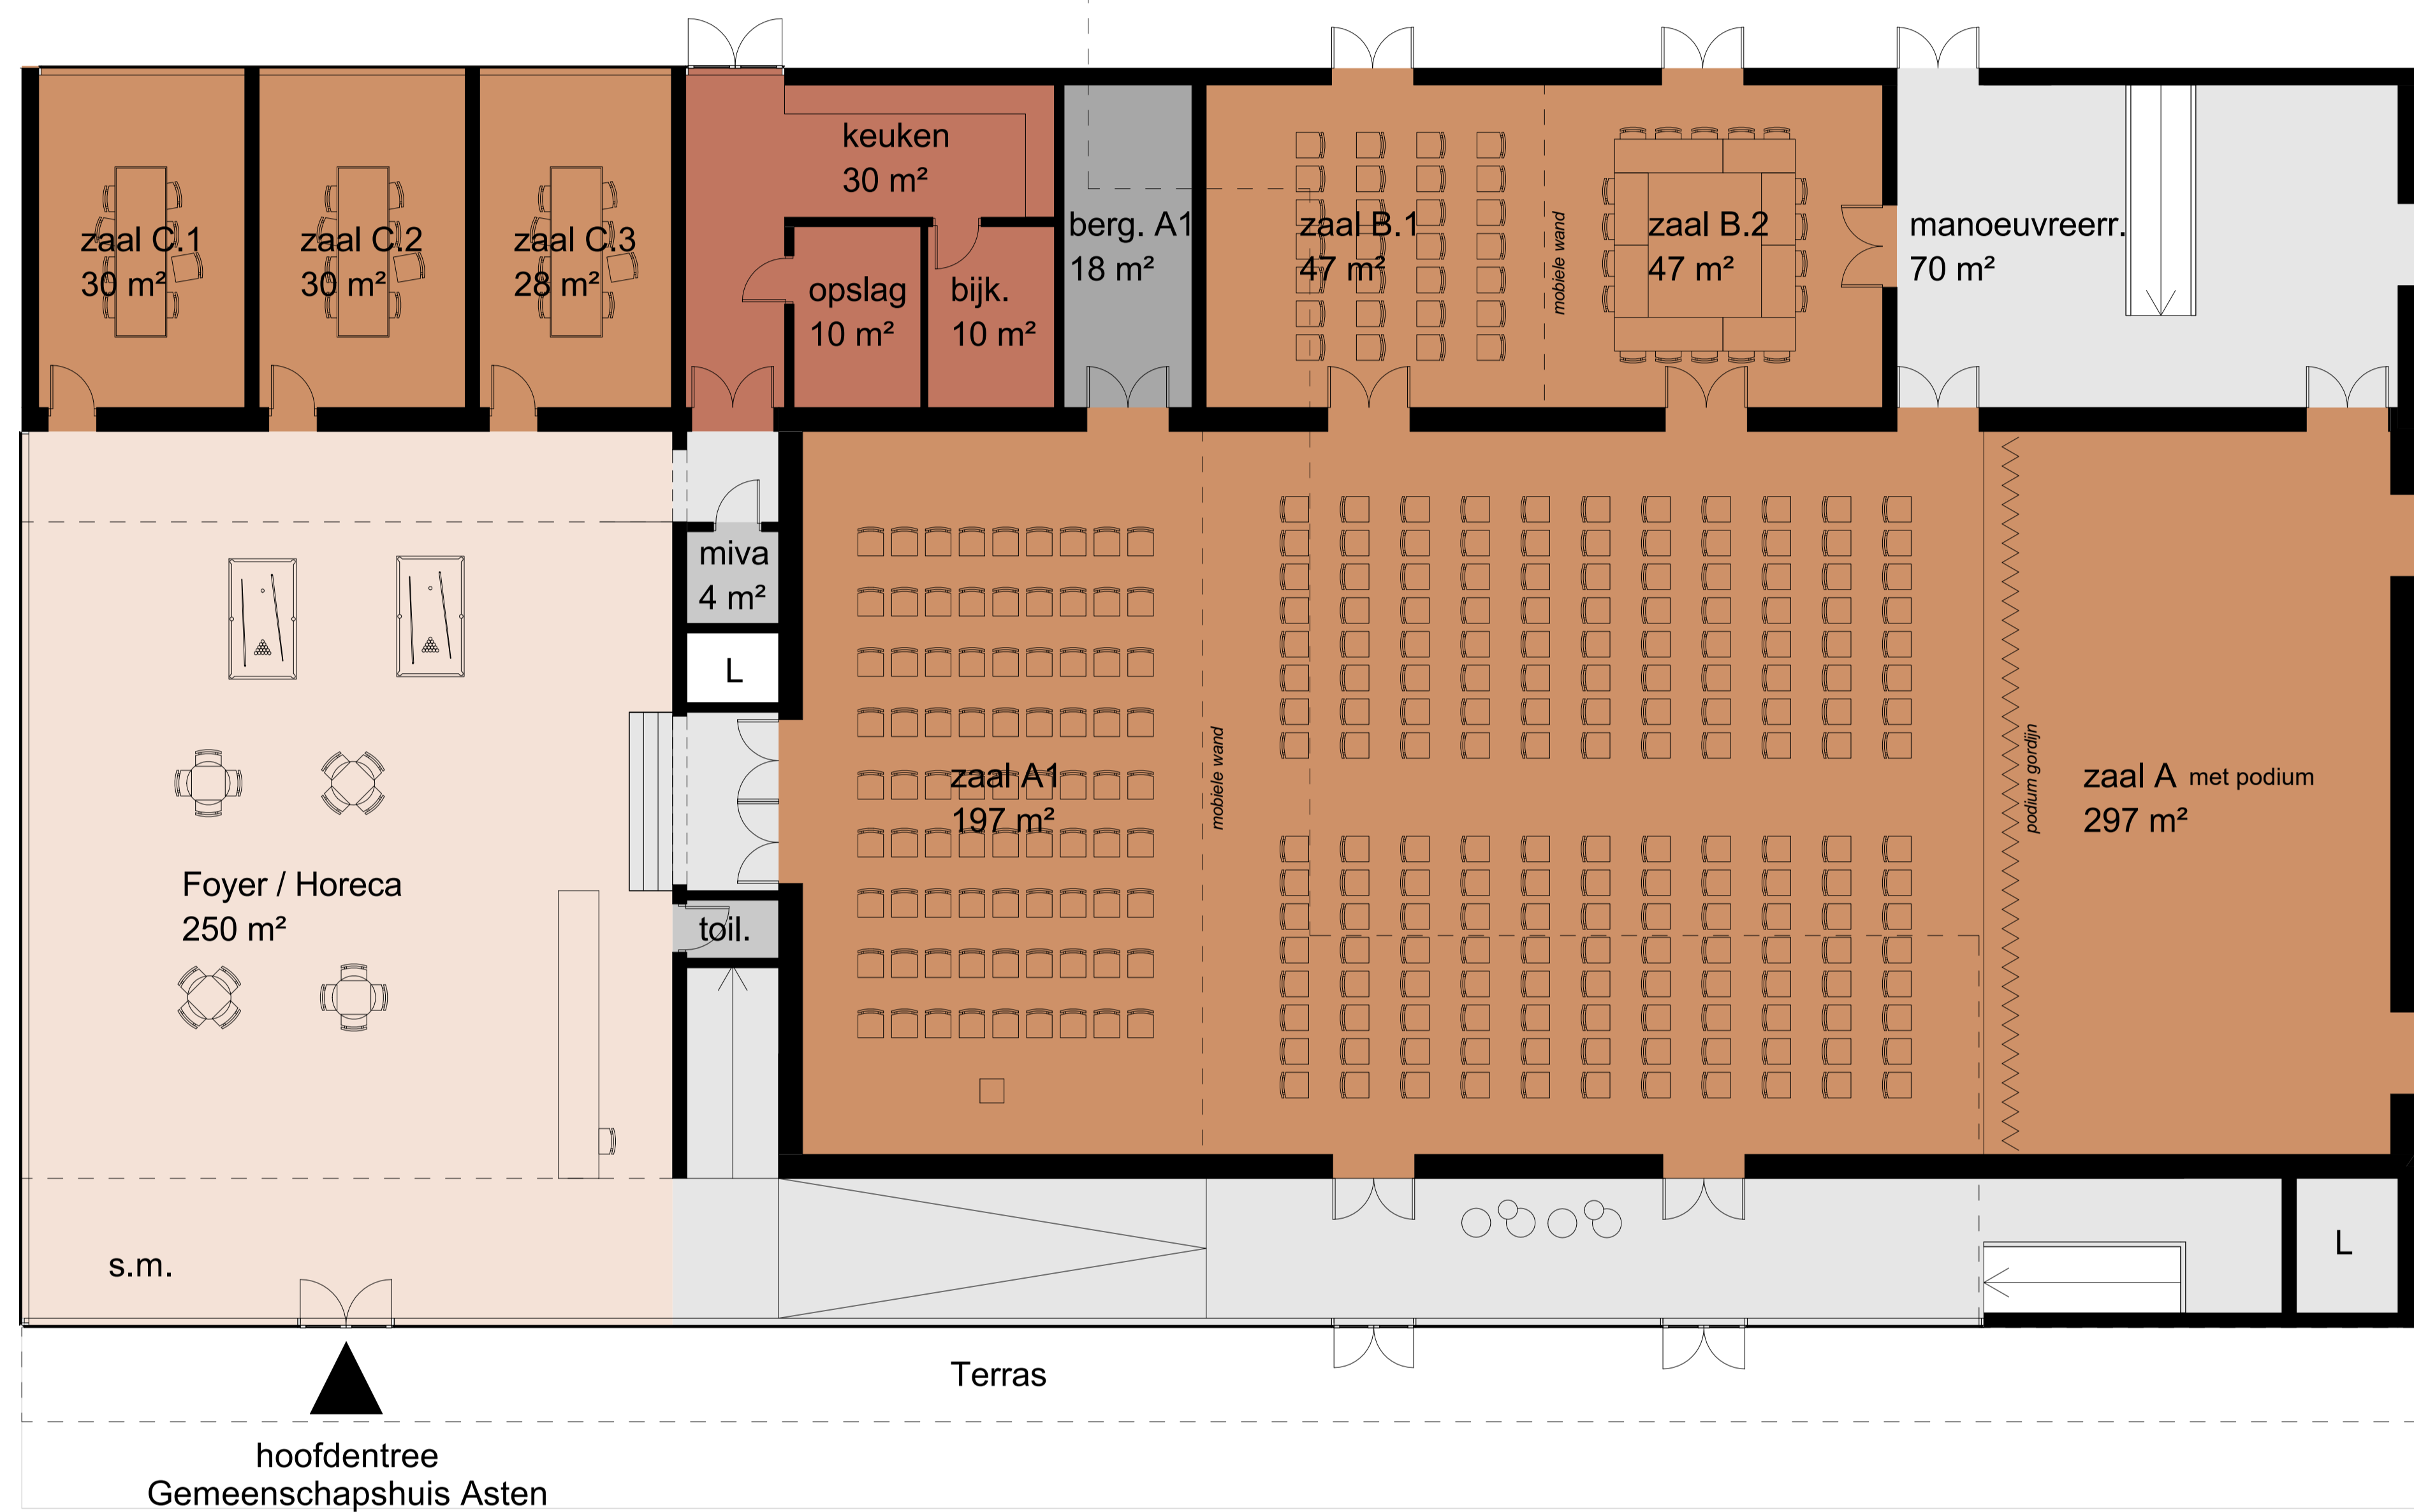 keuken
30 m²
zaal C.1
30 m²
zaal C.2
30 m²
zaal C.3
28 m²
opslag
10 m²
bijk.
10 m²
berg. A1
18 m²
zaal B.1
47 m²
mobiele wand
zaal B.2
47 m²
manoeuvreerr.
70 m²
miva
4 m²
L
zaal A1
197 m²
mobiele wand
podium gordijn
zaal A met podium
297 m²
Foyer / Horeca
250 m²
toil.
s.m.
L
Terras
hoofdentree
Gemeenschapshuis Asten